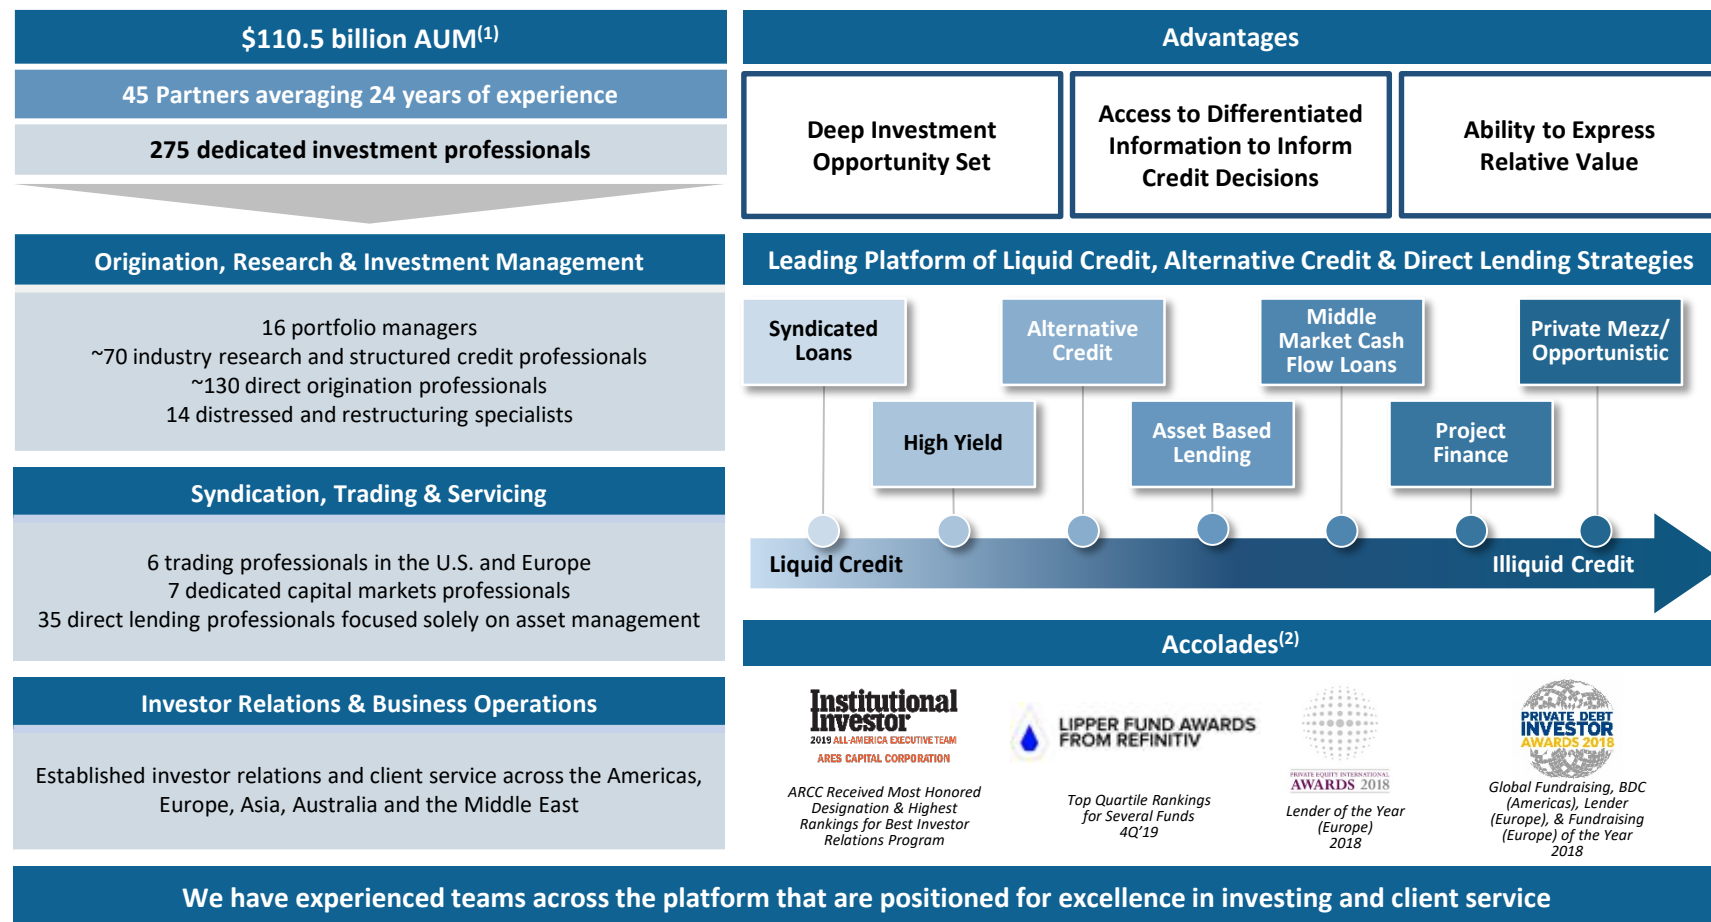 $110.5 billion AUM(1)
45 Partners averaging 24 years of experience
275 dedicated investment professionals
Origination, Research & Investment Management
16 portfolio managers
~70 industry research and structured credit professionals
~130 direct origination professionals
14 distressed and restructuring specialists
Syndication, Trading & Servicing
6 trading professionals in the U.S. and Europe
7 dedicated capital markets professionals
35 direct lending professionals focused solely on asset management
Investor Relations & Business Operations
Established investor relations and client service across the Americas,
Europe, Asia, Australia and the Middle East
Advantages
Deep Investment
Opportunity Set
Access to Differentiated
Information to Inform
Credit Decisions
Ability to Express
Relative Value
Leading Platform of Liquid Credit, Alternative Credit & Direct Lending Strategies
Syndicated
Loans
High Yield
Alternative
Credit
Asset Based
Lending
Middle
Market Cash
Flow Loans
Project
Finance
Private Mezz/
Opportunistic
Liquid Credit
Illiquid Credit
Accolades(2)
Institutional
Investor
2019 ALL-AMERICA EXECUTIVE TEAM
ARES CAPITAL CORPORATION
ARCC Received Most Honored
Designation & Highest
Rankings for Best Investor
Relations Program
LIPPER FUND AWARDS
FROM REFINITIV
Top Quartile Rankings
for Several Funds
4Q'19
PRIVATE EQUITY INTERNATIONAL
AWARDS 2018
Lender of the Year
(Europe)
2018
PRIVATE DEBT
INVESTOR
AWARDS 2018
Global Fundraising, BDC
(Americas), Lender
(Europe), & Fundraising
(Europe) of the Year
2018
We have experienced teams across the platform that are positioned for excellence in investing and client service